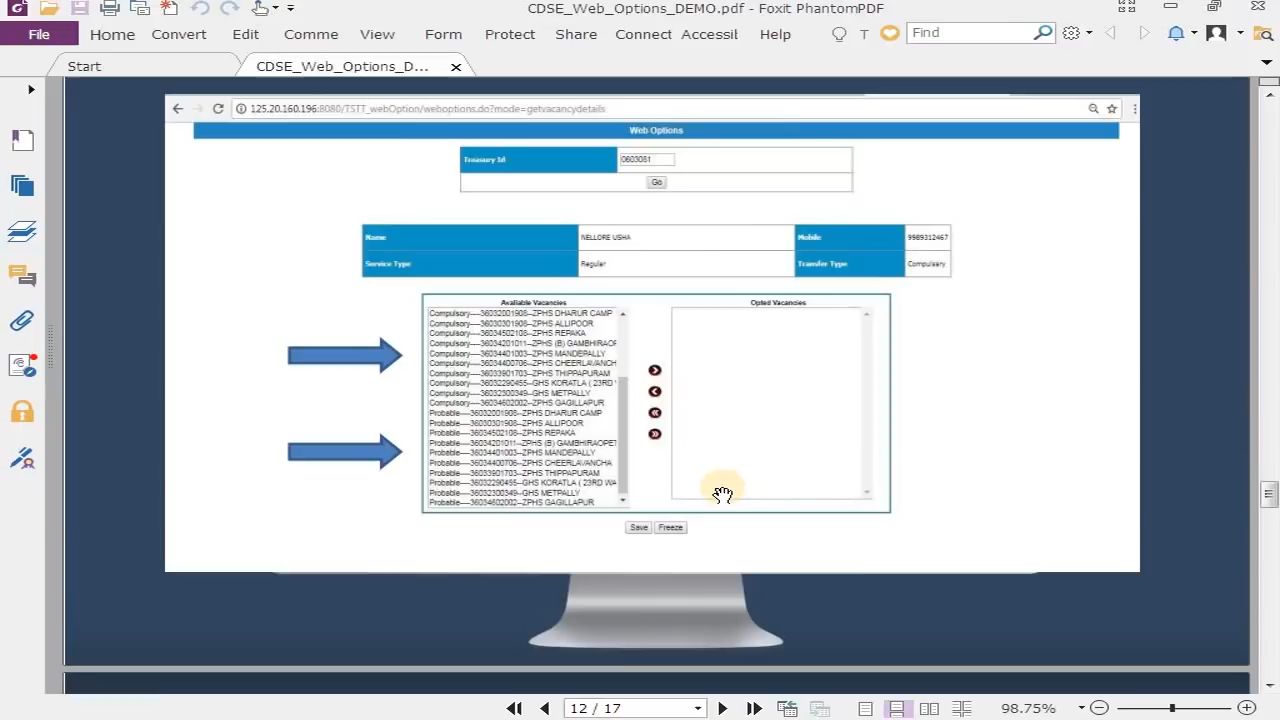 CDSE_Web_Options_DEMO.pdf - Foxit PhantomPDF
File Home Convert Edit Comme View Form Protect Share Connect Accessil Help Find
Start CDSE_Web_Options_D...
125.20.160.196:8080/TSTT_webOption/weboptions.do?mode=getvacancydetails
Web Options
Treasury Id 0603081
Go
Name NELLORE USHA Mobile 9989312467
Service Type Regular Transfer Type Compulsary
Available Vacancies Opted Vacancies
Compulsory----36032001908--ZPHS DHARUR CAMP
Compulsory----36030301908--ZPHS ALLIPOOR
Compulsory----36034502108--ZPHS REPAKA
Compulsory----36034201011--ZPHS (B) GAMBHIRAOP
Compulsory----36034401003--ZPHS MANDEPALLY
Compulsory----36034400706--ZPHS CHEERLAVANCH
Compulsory----36033901703--ZPHS THIPPAPURAM
Compulsory----36032290455--GHS KORATLA ( 23RD
Compulsory----36032300349--GHS METPALLY
Compulsory----36034602002--ZPHS GAGILLAPUR
Probable----36032001908--ZPHS DHARUR CAMP
Probable----36030301908--ZPHS ALLIPOOR
Probable----36034502108--ZPHS REPAKA
Probable----36034201011--ZPHS (B) GAMBHIRAOPET
Probable----36034401003--ZPHS MANDEPALLY
Probable----36034400706--ZPHS CHEERLAVANCHA
Probable----36033901703--ZPHS THIPPAPURAM
Probable----36032290455--GHS KORATLA ( 23RD WA
Probable----36032300349--GHS METPALLY
Probable----36034602002--ZPHS GAGILLAPUR
Save Freeze
12 / 17 98.75%